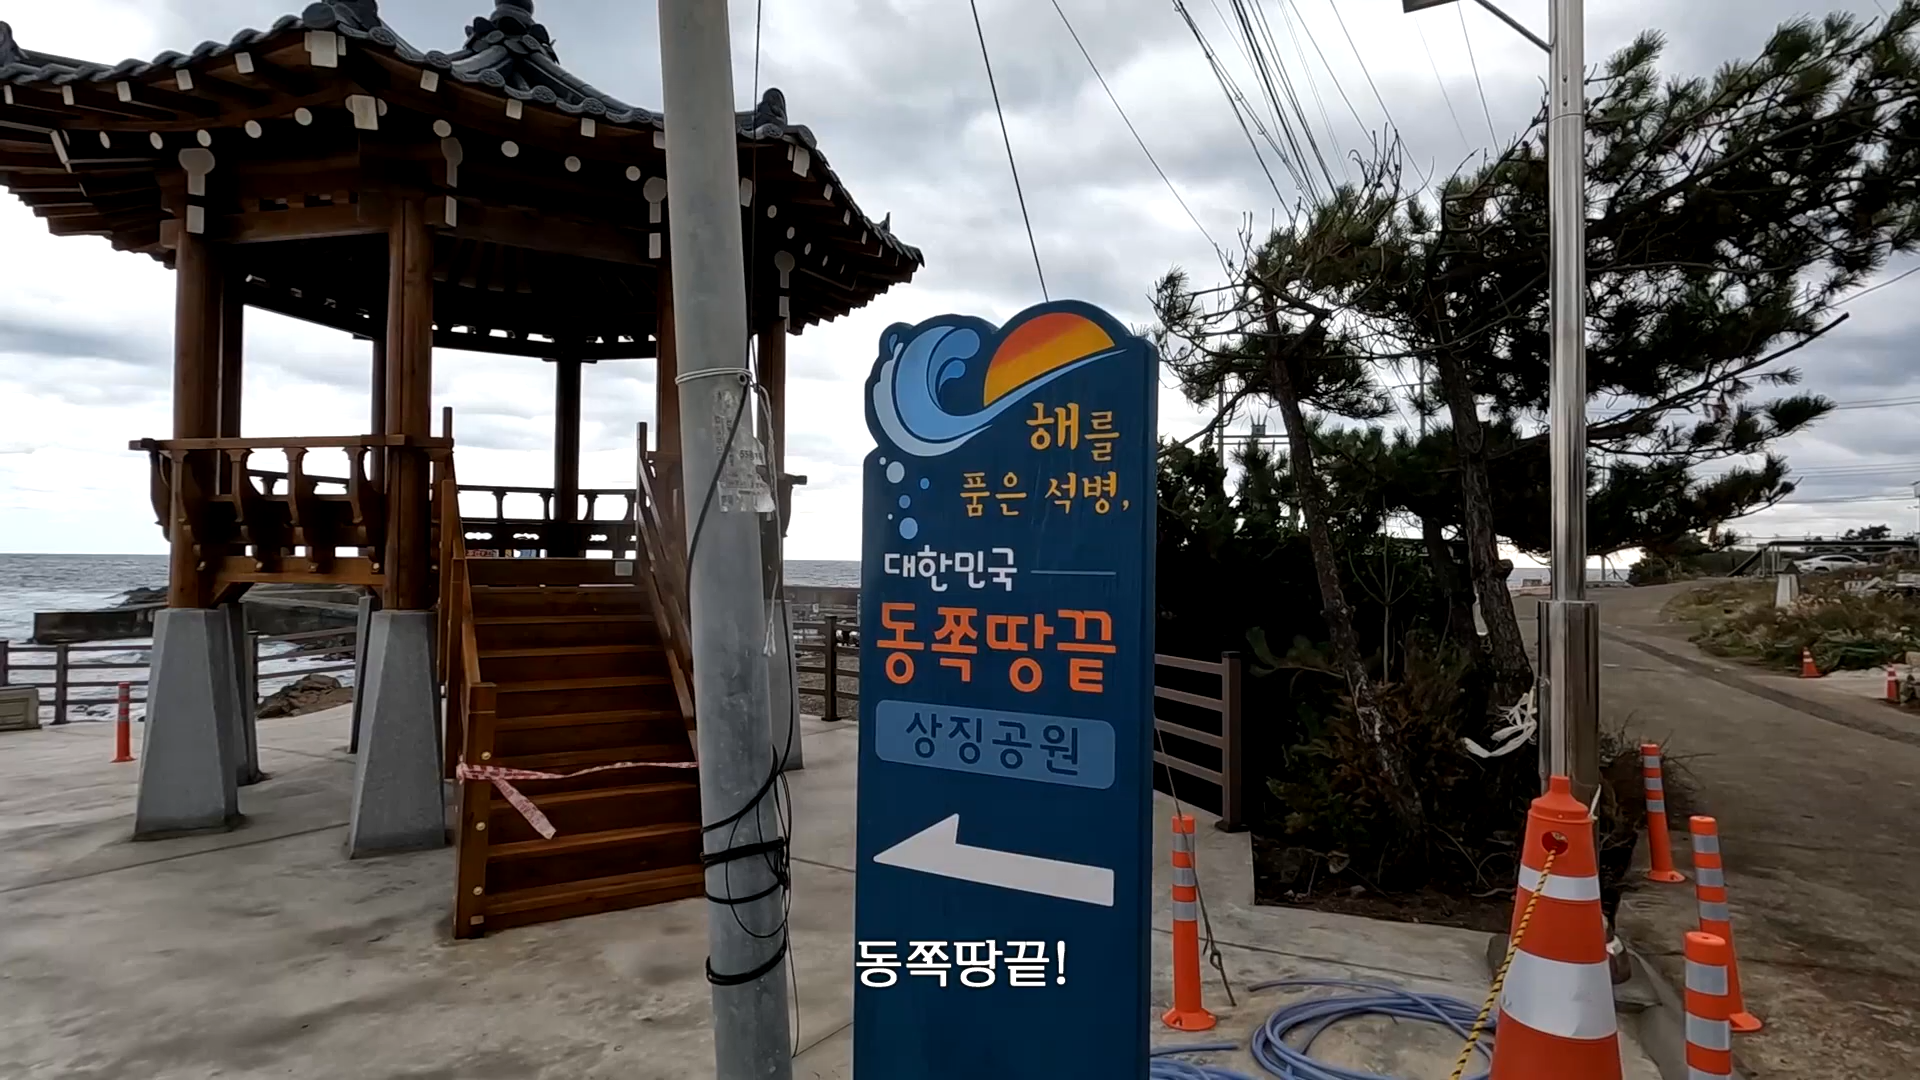 해를
품은 석병,
대한민국
동쪽땅끝
상징공원
동쪽땅끝!